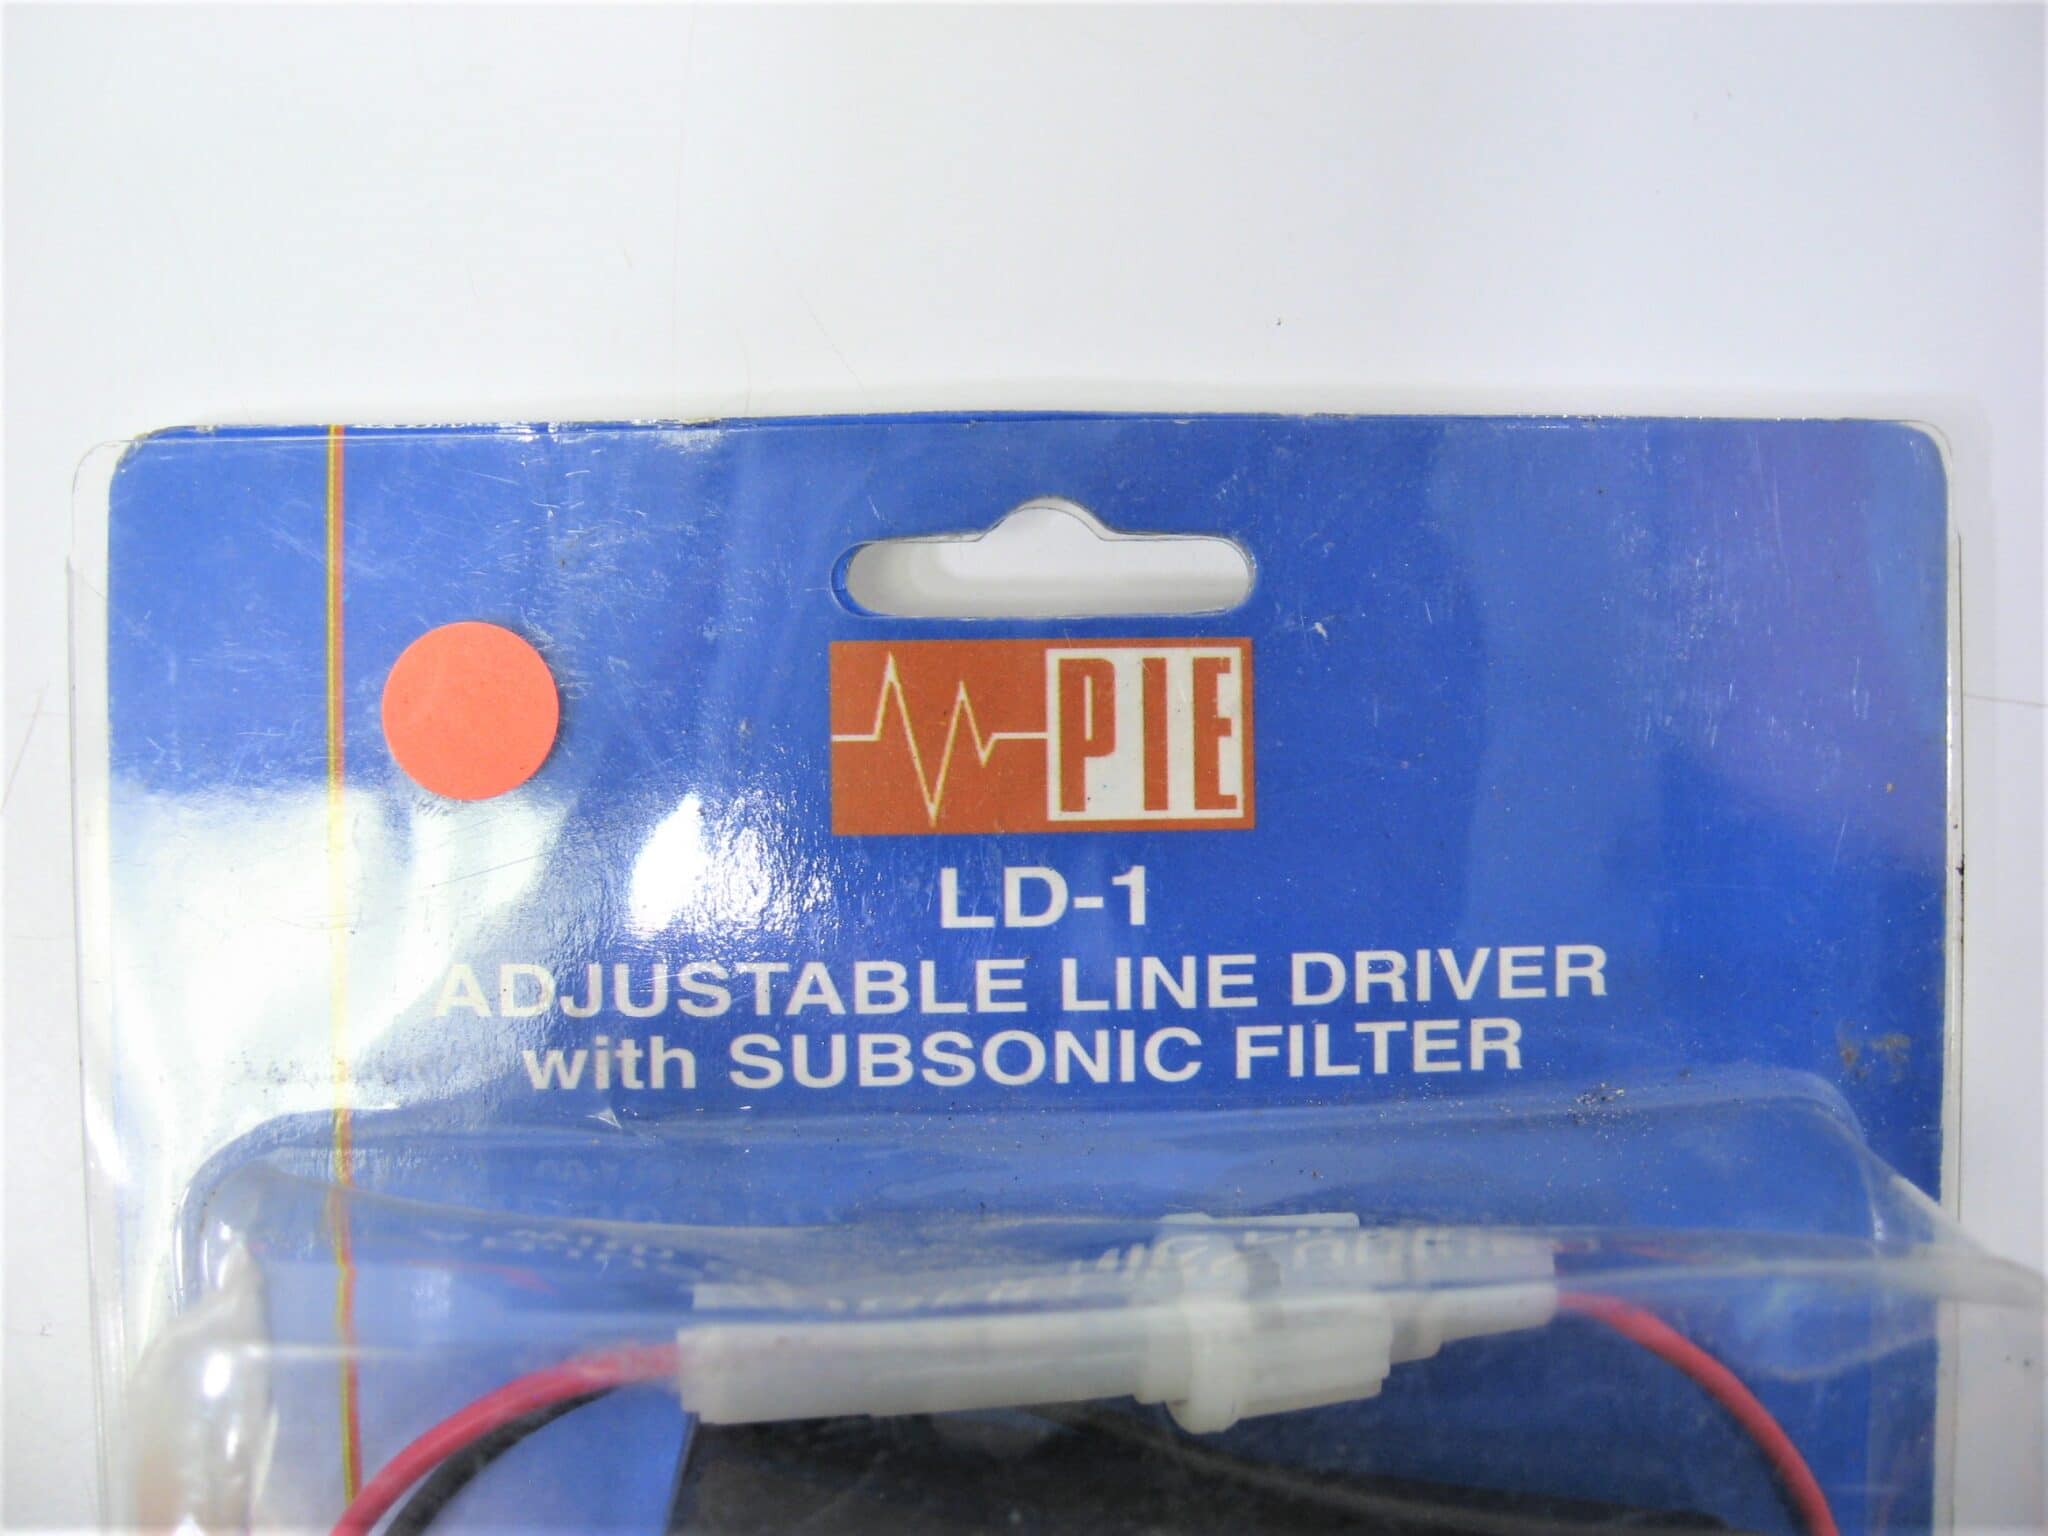 PIE
LD-1
ADJUSTABLE LINE DRIVER
with SUBSONIC FILTER